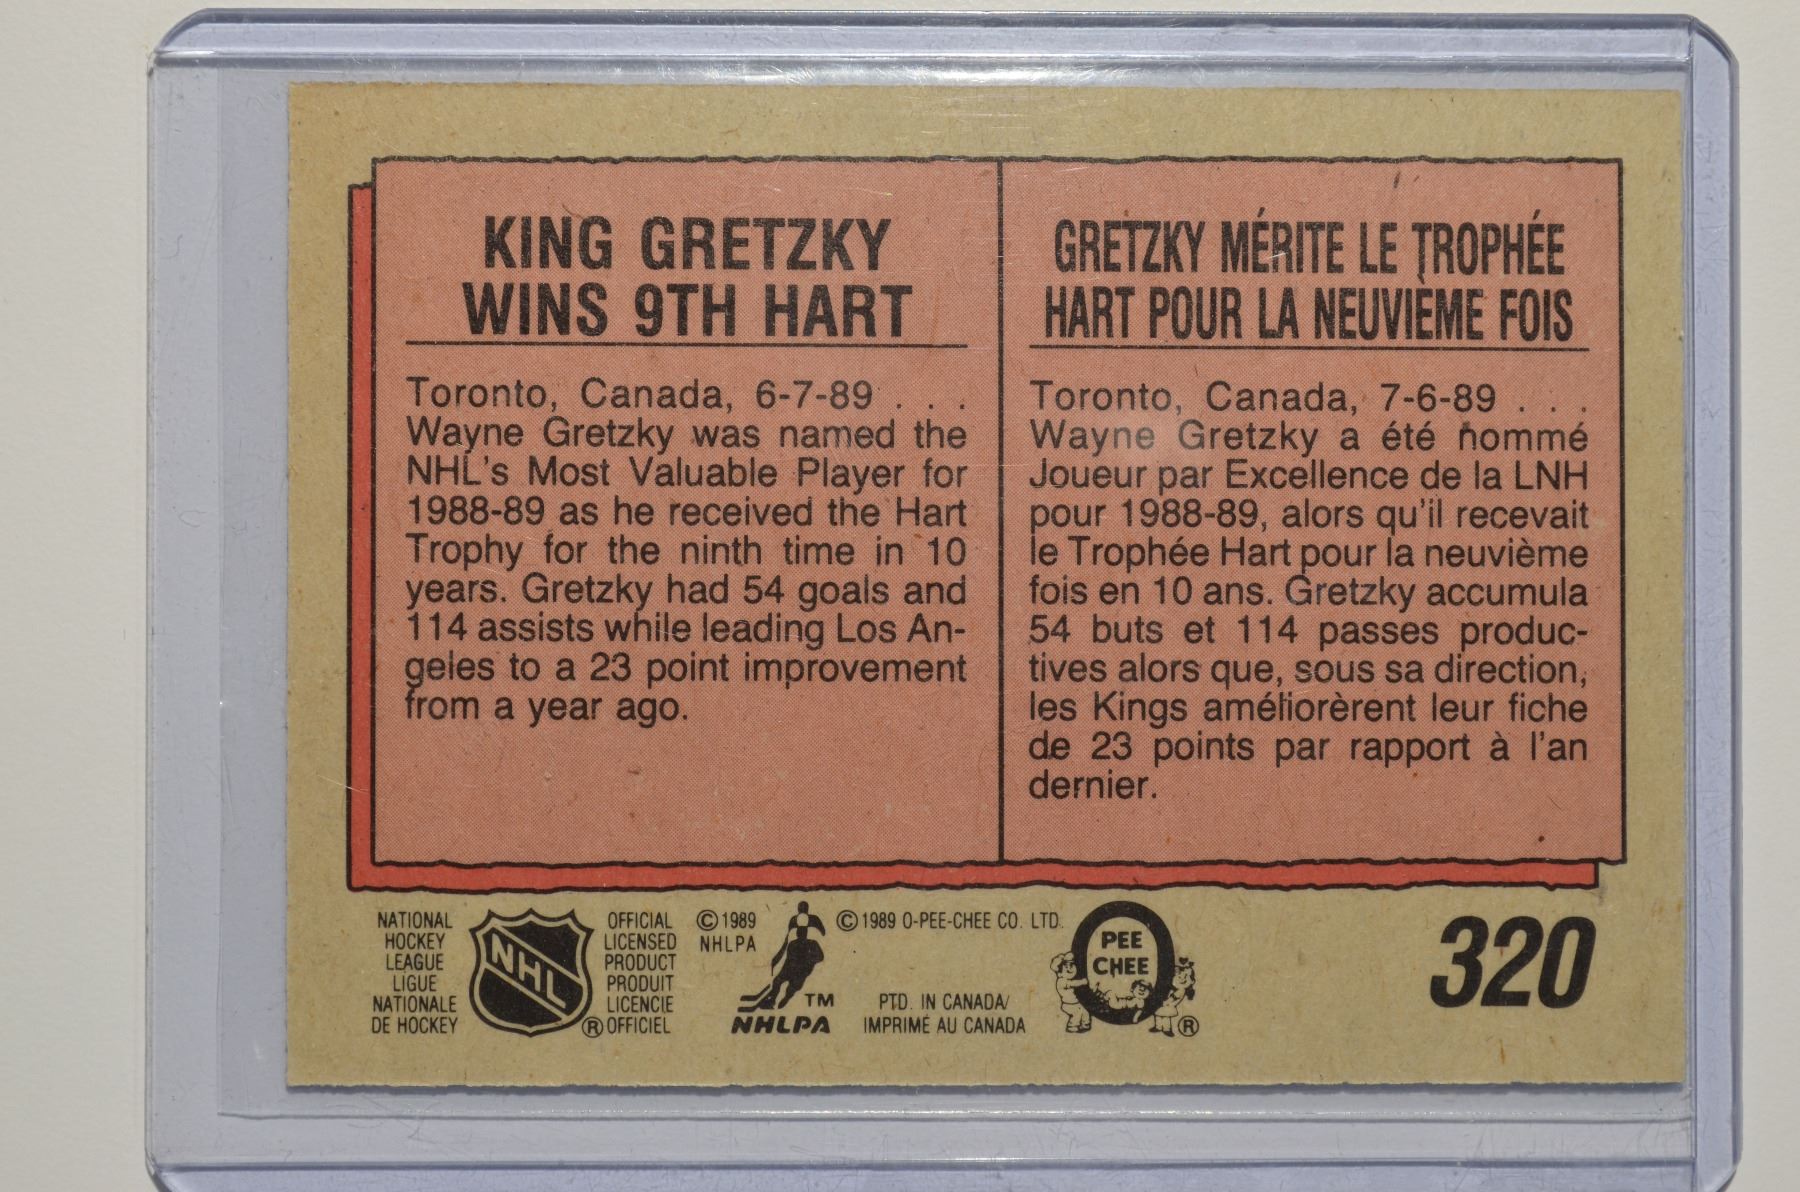 KING GRETZKY
WINS 9TH HART
Toronto, Canada, 6-7-89 . . .
Wayne Gretzky was named the
NHL's Most Valuable Player for
1988-89 as he received the Hart
Trophy for the ninth time in 10
years. Gretzky had 54 goals and
114 assists while leading Los An-
geles to a 23 point improvement
from a year ago.
GRETZKY MÉRITE LE TROPHÉE
HART POUR LA NEUVIÈME FOIS
Toronto, Canada, 7-6-89 . . .
Wayne Gretzky a été nommé
Joueur par Excellence de la LNH
pour 1988-89, alors qu'il recevait
le Trophée Hart pour la neuvième
fois en 10 ans. Gretzky accumula
54 buts et 114 passes produc-
tives alors que, sous sa direction,
les Kings améliorèrent leur fiche
de 23 points par rapport à l'an
dernier.
NATIONAL
HOCKEY
LEAGUE
LIGUE
NATIONALE
DE HOCKEY
NHL
®
OFFICIAL
LICENSED
PRODUCT
PRODUIT
LICENCIE
OFFICIEL
© 1989
NHLPA
TM
NHLPA
© 1989 O-PEE-CHEE CO. LTD.
PTD. IN CANADA/
IMPRIMÉ AU CANADA
PEE
CHEE
®
320